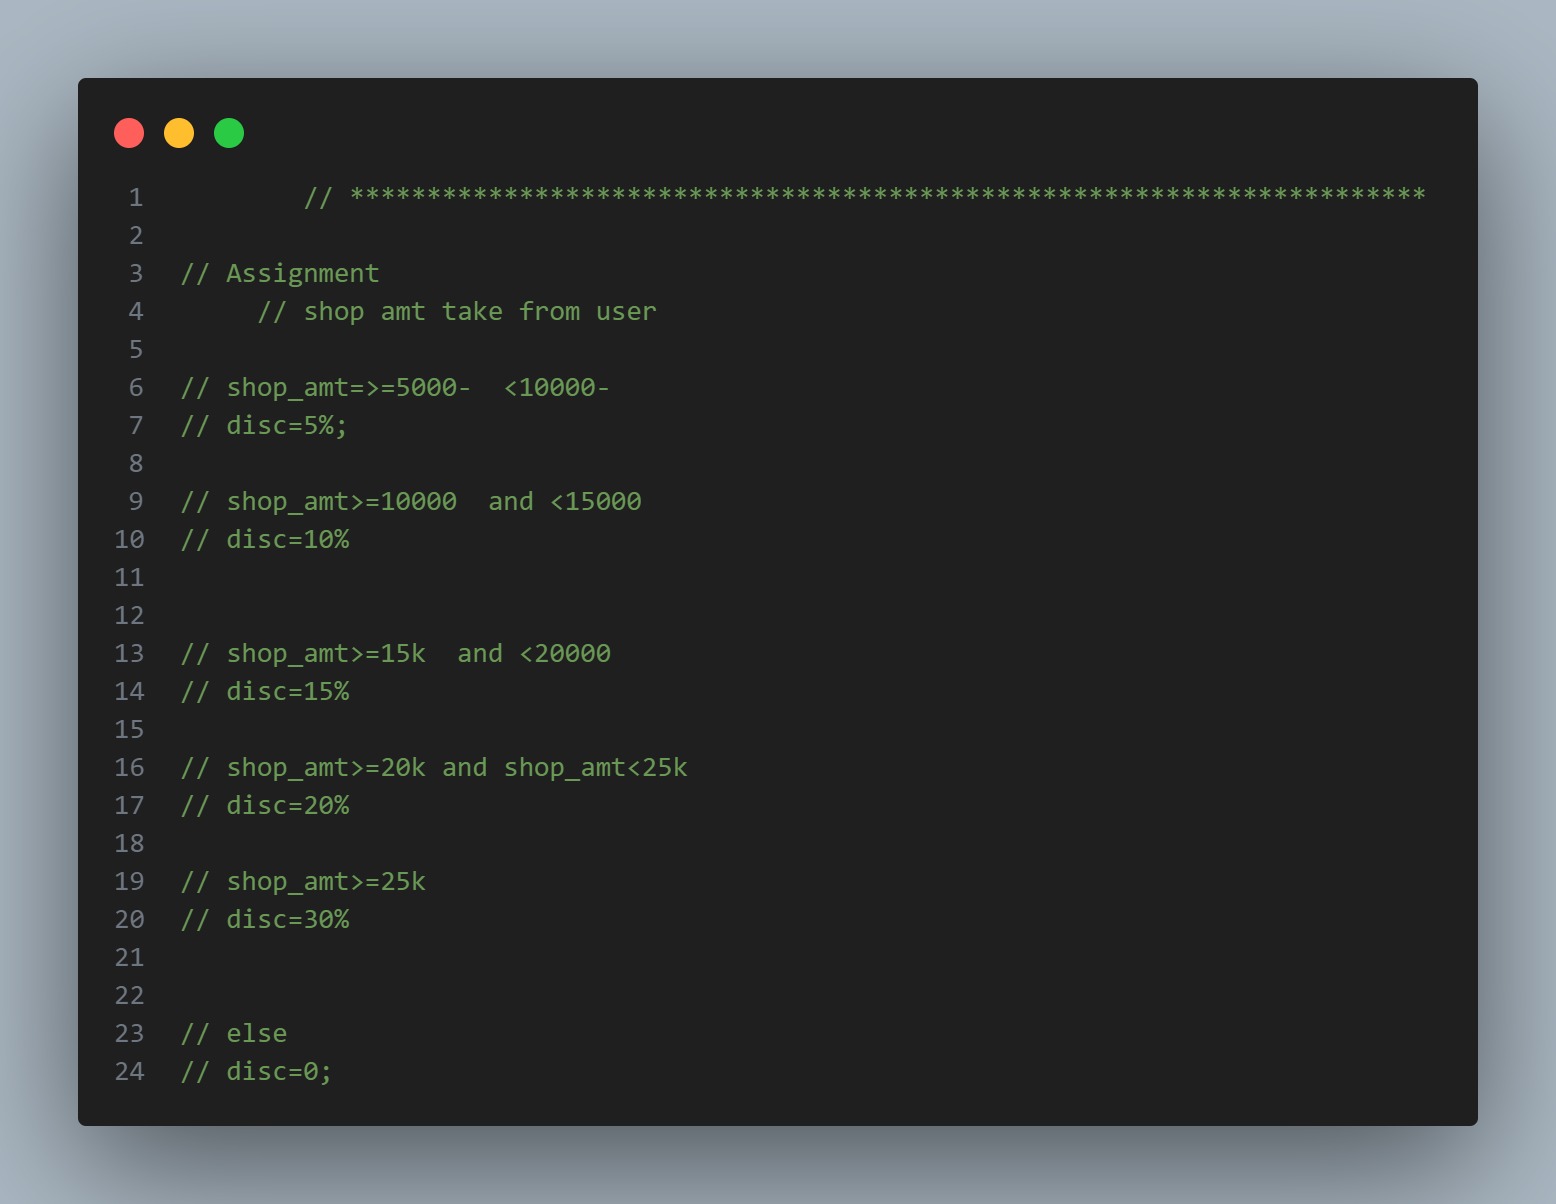 1 // **********************************************************************
2
3 // Assignment
4 // shop amt take from user
5
6 // shop_amt=>=5000-  <10000-
7 // disc=5%;
8
9 // shop_amt>=10000  and <15000
10 // disc=10%
11
12
13 // shop_amt>=15k  and <20000
14 // disc=15%
15
16 // shop_amt>=20k and shop_amt<25k
17 // disc=20%
18
19 // shop_amt>=25k
20 // disc=30%
21
22
23 // else
24 // disc=0;